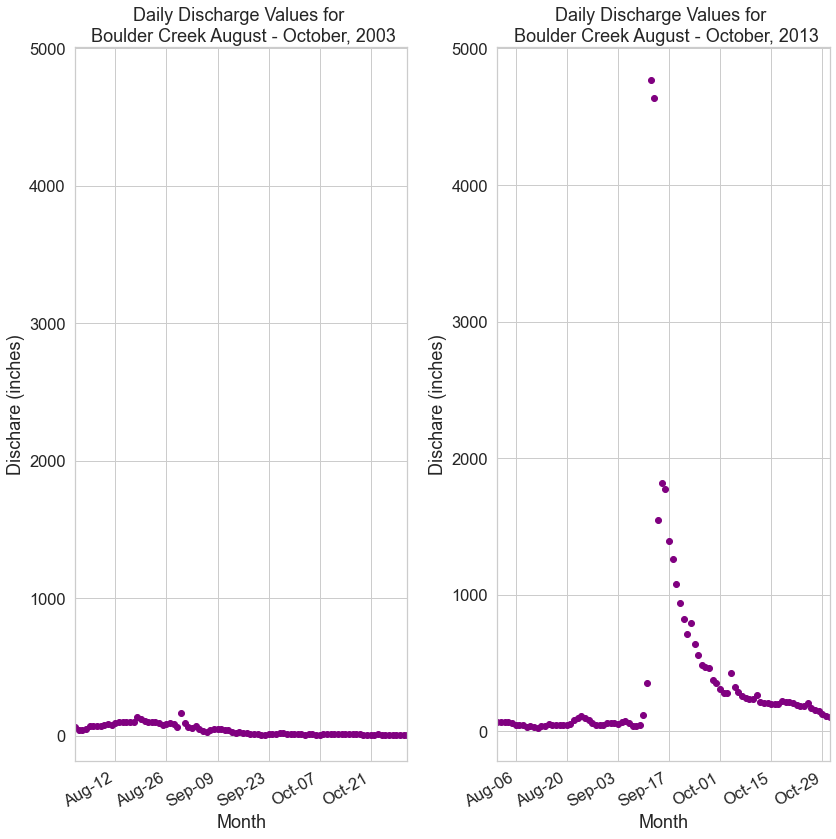 Daily Discharge Values for
Boulder Creek August - October, 2003
5000
4000
3000
2000
1000
0
Dischare (inches)
Aug-12
Aug-26
Sep-09
Sep-23
Oct-07
Oct-21
Month
Daily Discharge Values for
Boulder Creek August - October, 2013
5000
4000
3000
2000
1000
0
Dischare (inches)
Aug-06
Aug-20
Sep-03
Sep-17
Oct-01
Oct-15
Oct-29
Month